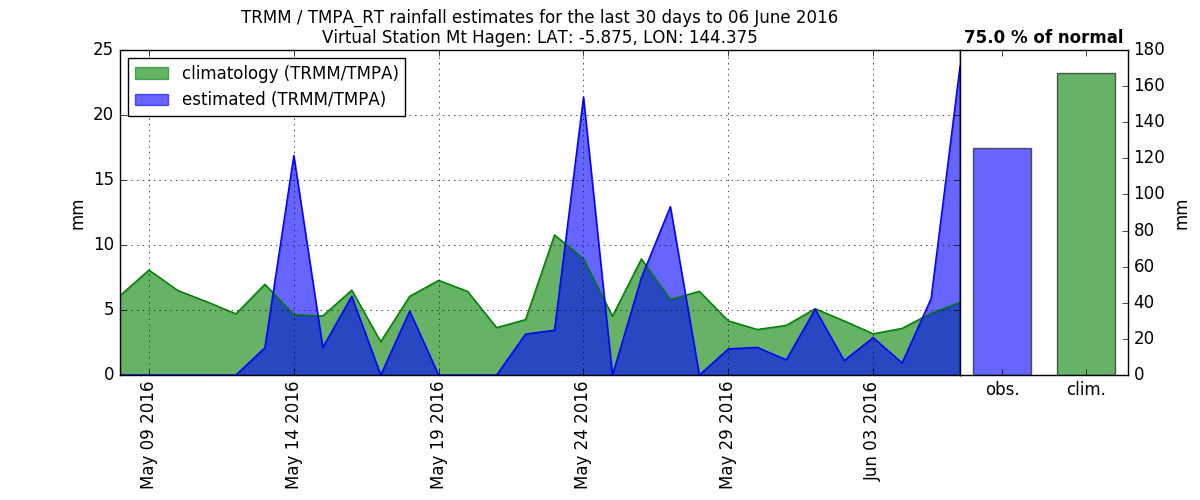 TRMM / TMPA_RT rainfall estimates for the last 30 days to 06 June 2016
Virtual Station Mt Hagen: LAT: -5.875, LON: 144.375
75.0 % of normal
climatology (TRMM/TMPA)
estimated (TRMM/TMPA)
25
20
15
10
5
0
mm
May 09 2016
May 14 2016
May 19 2016
May 24 2016
May 29 2016
Jun 03 2016
obs.
clim.
180
160
140
120
100
80
60
40
20
0
mm